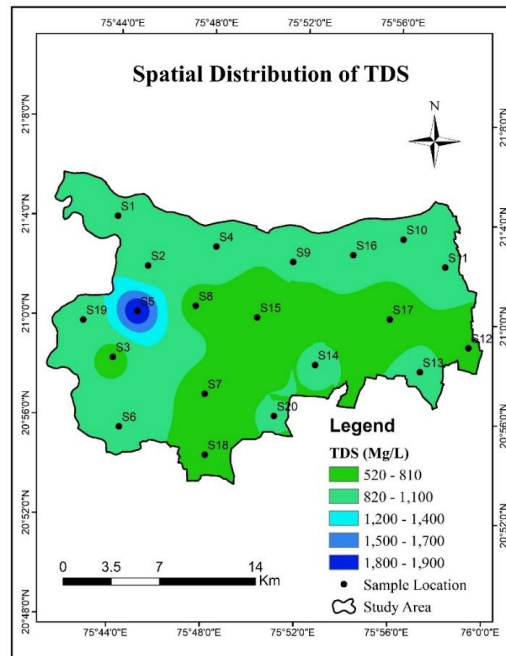 75°44'0"E 75°48'0"E 75°52'0"E 75°56'0"E
Spatial Distribution of TDS
21°8'0"N
21°8'0"N
N
21°4'0"N
21°4'0"N
S1
S10
S4
S16
S2
S9
S11
S5
S8
21°0'0"N
21°0'0"N
S19
S15
S17
S12
S3
S14
S13
S7
S20
S6
20°56'0"N
20°56'0"N
S18
Legend
TDS (Mg/L)
520 - 810
820 - 1,100
1,200 - 1,400
1,500 - 1,700
1,800 - 1,900
Sample Location
Study Area
20°52'0"N
20°52'0"N
0 3.5 7 14
Km
20°48'0"N
75°44'0"E 75°48'0"E 75°52'0"E 75°56'0"E 76°0'0"E